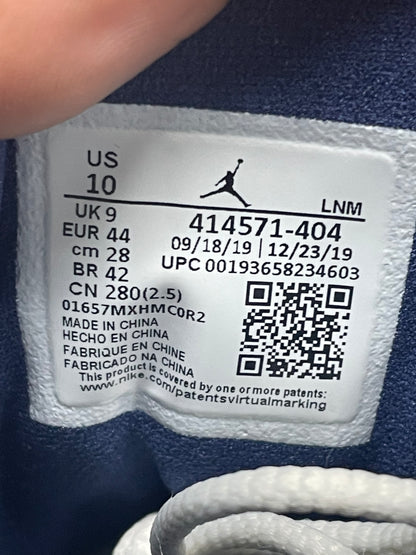 US
10
LNM
UK 9
414571-404
EUR 44
09/18/19 | 12/23/19
cm 28
UPC 00193658234603
BR 42
CN 280(2.5)
01657MXHMC0R2
MADE IN CHINA
HECHO EN CHINA
FABRIQUE EN CHINE
FABRICADO NA CHINA
This product is covered by one or more patents:
www.nike.com/patentsvirtualmarking